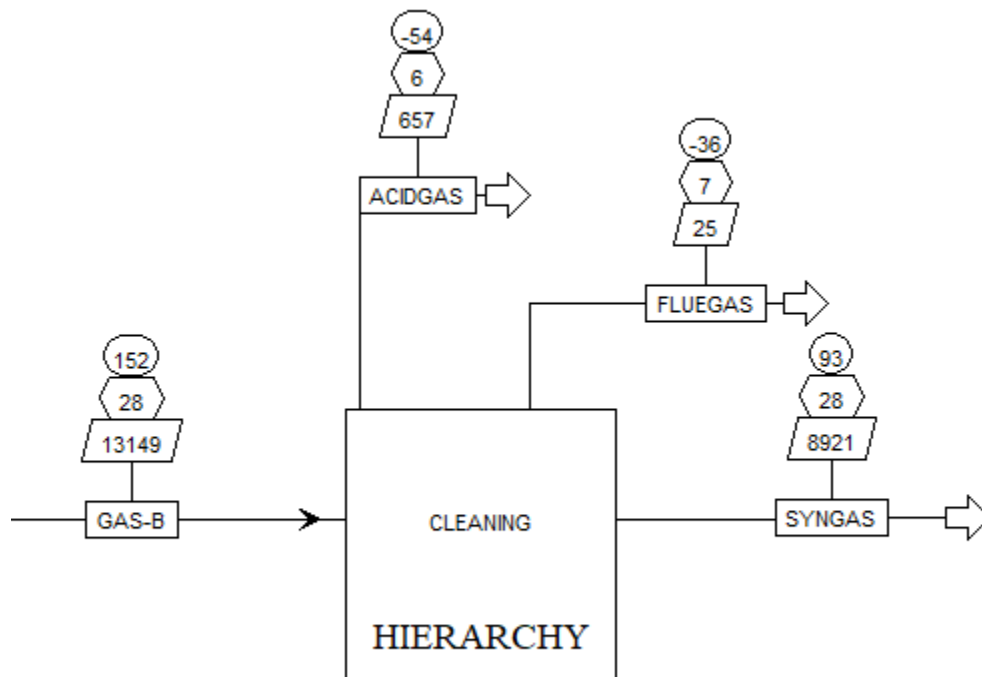 -54
6
657
ACIDGAS
-36
7
25
FLUEGAS
152
28
13149
GAS-B
93
28
8921
SYNGAS
CLEANING
HIERARCHY